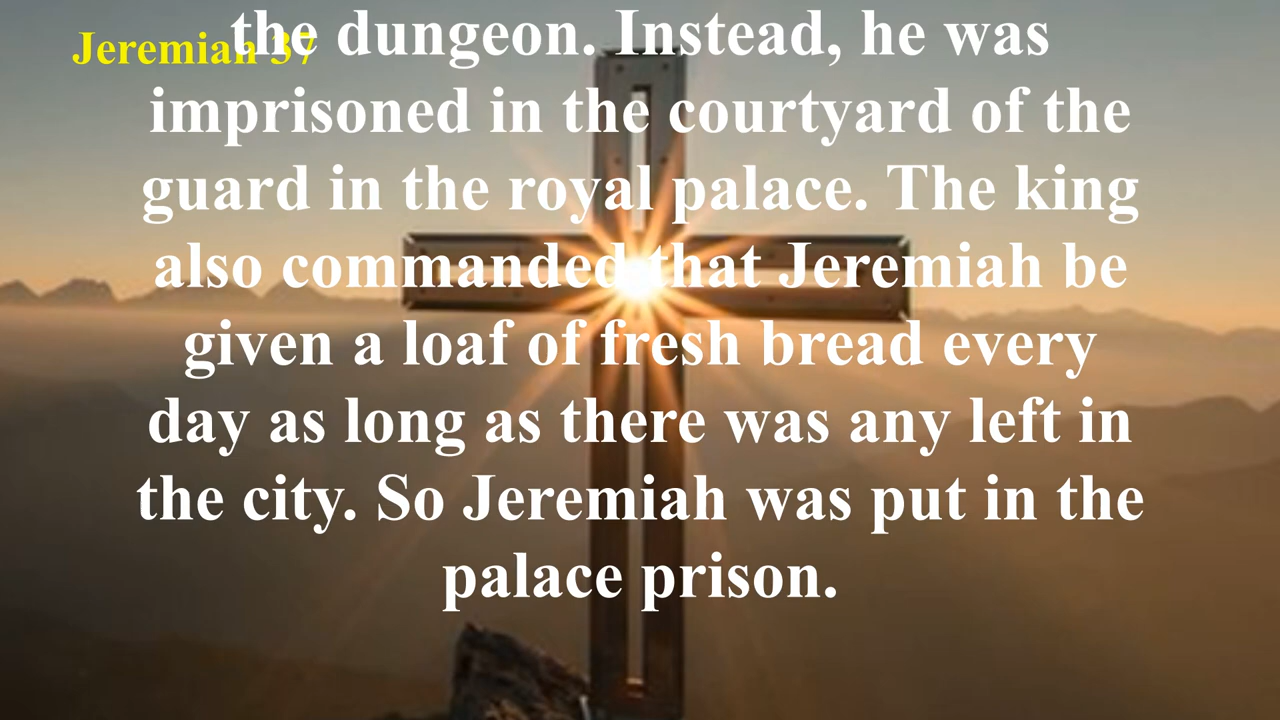 Jeremiah 37
the dungeon. Instead, he was
imprisoned in the courtyard of the
guard in the royal palace. The king
also commanded that Jeremiah be
given a loaf of fresh bread every
day as long as there was any left in
the city. So Jeremiah was put in the
palace prison.